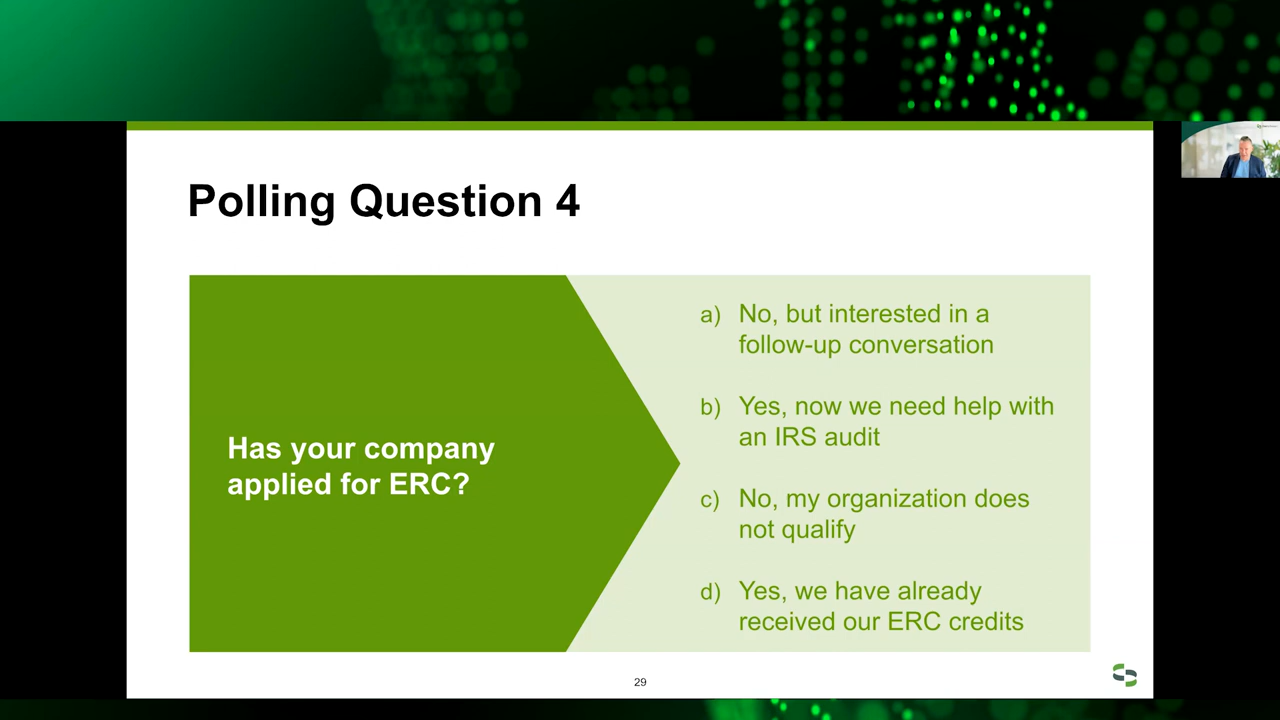 Polling Question 4
Has your company
applied for ERC?
a) No, but interested in a
follow-up conversation
b) Yes, now we need help with
an IRS audit
c) No, my organization does
not qualify
d) Yes, we have already
received our ERC credits
29